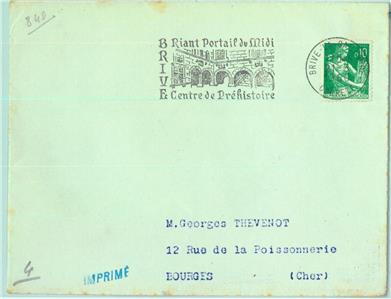 840
BRIVE
Riant Portail du Midi
Centre de Préhistoire
BRIVE
0,10
M.Georges THEVENOT
12 Rue de la Poissonnerie
BOURGES (Cher)
4
IMPRIMÉ